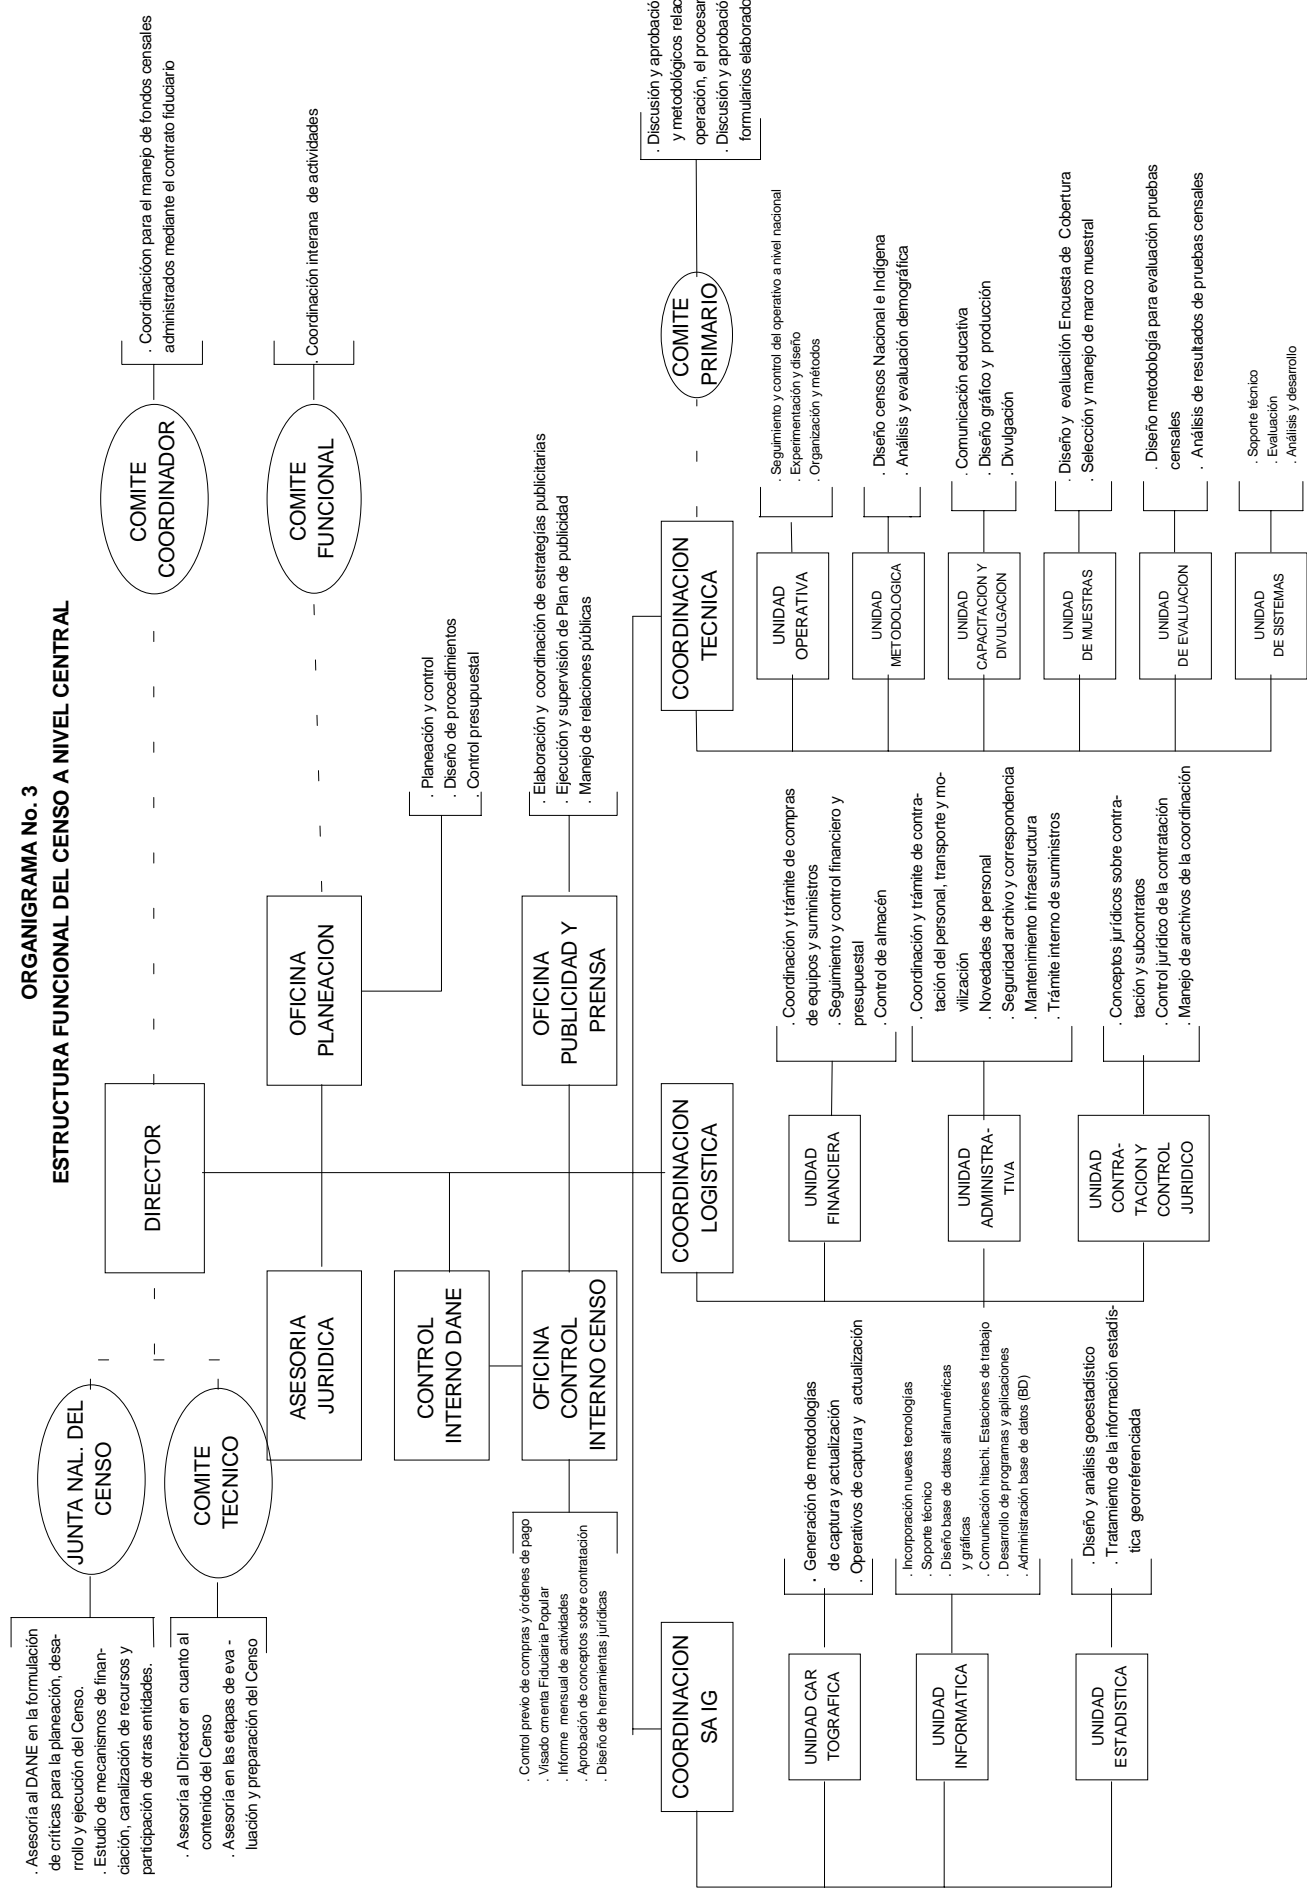 ORGANIGRAMA No. 3
ESTRUCTURA FUNCIONAL DEL CENSO A NIVEL CENTRAL
. Asesoría al DANE en la formulación
de críticas para la planeación, desa-
rrollo y ejecución del Censo.
. Estudio de mecanismos de finan-
ciación, canalización de recursos y
participación de otras entidades.
JUNTA NAL. DEL
CENSO
. Asesoría al Director en cuanto al
contenido del Censo
. Asesoría en las etapas de eva -
luación y preparación del Censo
COMITE
TECNICO
DIRECTOR
COMITE
COORDINADOR
. Coordinacióon para el manejo de fondos censales
administrados mediante el contrato fiduciario
ASESORIA
JURIDICA
OFICINA
PLANEACION
COMITE
FUNCIONAL
. Coordinación interana de actividades
. Planeación y control
. Diseño de procedimientos
. Control presupuestal
CONTROL
INTERNO DANE
OFICINA
CONTROL
INTERNO CENSO
. Control previo de compras y órdenes de pago
. Visado cmenta Fiduciaria Popular
. Informe mensual de actividades
. Aprobación de conceptos sobre contratación
. Diseño de herramientas jurídicas
OFICINA
PUBLICIDAD Y
PRENSA
. Elaboración y coordinación de estrategías publicitarias
. Ejecución y supervisión de Plan de publicidad
. Manejo de relaciones públicas
COORDINACION
SA IG
UNIDAD CAR
TOGRAFICA
. Generación de metodologías
de captura y actualización
. Operativos de captura y actualización
UNIDAD
INFORMATICA
. Incorporación nuevas tecnologías
. Soporte técnico
. Diseño base de datos alfanuméricas
y gráficas
. Comunicación hitachi. Estaciones de trabajo
. Desarrollo de programas y aplicaciones
. Administración base de datos (BD)
UNIDAD
ESTADISTICA
. Diseño y análisis geoestadístico
. Tratamiento de la información estadís-
tica georreferenciada
COORDINACION
LOGISTICA
UNIDAD
FINANCIERA
. Coordinación y trámite de compras
de equipos y suministros
. Seguimiento y control financiero y
presupuestal
. Control de almacén
UNIDAD
ADMINISTRA-
TIVA
. Coordinación y trámite de contra-
tación del personal, transporte y mo-
vilización
. Novedades de personal
. Seguridad archivo y correspondencia
. Mantenimiento infraestructura
. Trámite interno de suministros
UNIDAD
CONTRA-
TACION Y
CONTROL
JURIDICO
. Conceptos jurídicos sobre contra-
tación y subcontratos
. Control jurídico de la contratación
. Manejo de archivos de la coordinación
COORDINACION
TECNICA
COMITE
PRIMARIO
. Discusión y aprobació
y metodológicos relac
operación, el procesar
. Discusión y aprobació
formularios elaborado
UNIDAD
OPERATIVA
. Seguimiento y control del operativo a nivel nacional
. Experimentación y diseño
. Organización y métodos
UNIDAD
METODOLOGICA
. Diseño censos Nacional e Indígena
. Análisis y evaluación demográfica
UNIDAD
CAPACITACION Y
DIVULGACION
. Comunicación educativa
. Diseño gráfico y producción
. Divulgación
UNIDAD
DE MUESTRAS
. Diseño y evaluacilón Encuesta de Cobertura
. Selección y manejo de marco muestral
UNIDAD
DE EVALUACION
. Diseño metodología para evaluación pruebas
censales
. Análisis de resultados de pruebas censales
UNIDAD
DE SISTEMAS
. Soporte técnico
. Evaluación
. Análisis y desarrollo